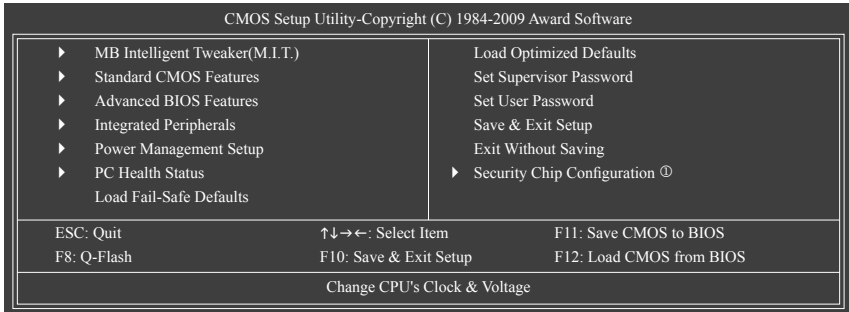 CMOS Setup Utility-Copyright (C) 1984-2009 Award Software
MB Intelligent Tweaker(M.I.T.)
Standard CMOS Features
Advanced BIOS Features
Integrated Peripherals
Power Management Setup
PC Health Status
Load Fail-Safe Defaults
Load Optimized Defaults
Set Supervisor Password
Set User Password
Save & Exit Setup
Exit Without Saving
Security Chip Configuration ①
ESC: Quit ↑↓→←: Select Item F11: Save CMOS to BIOS
F8: Q-Flash F10: Save & Exit Setup F12: Load CMOS from BIOS
Change CPU's Clock & Voltage